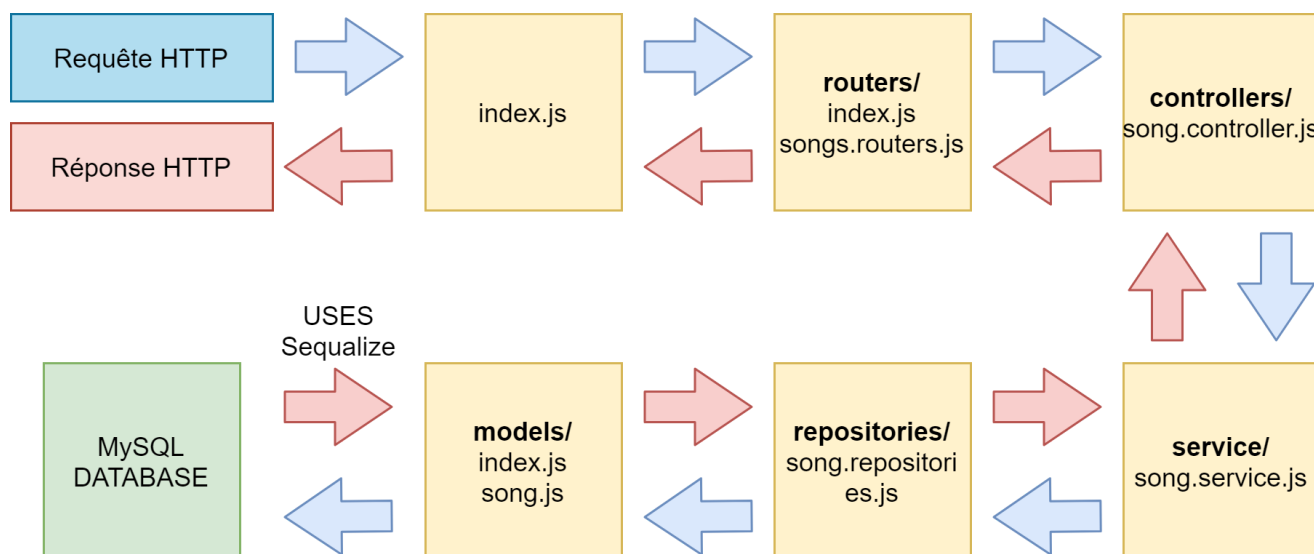 Requête HTTP
index.js
routers/
index.js
songs.routers.js
controllers/
song.controller.js
Réponse HTTP
USES
Sequalize
MySQL
DATABASE
models/
index.js
song.js
repositories/
song.repositori
es.js
service/
song.service.js